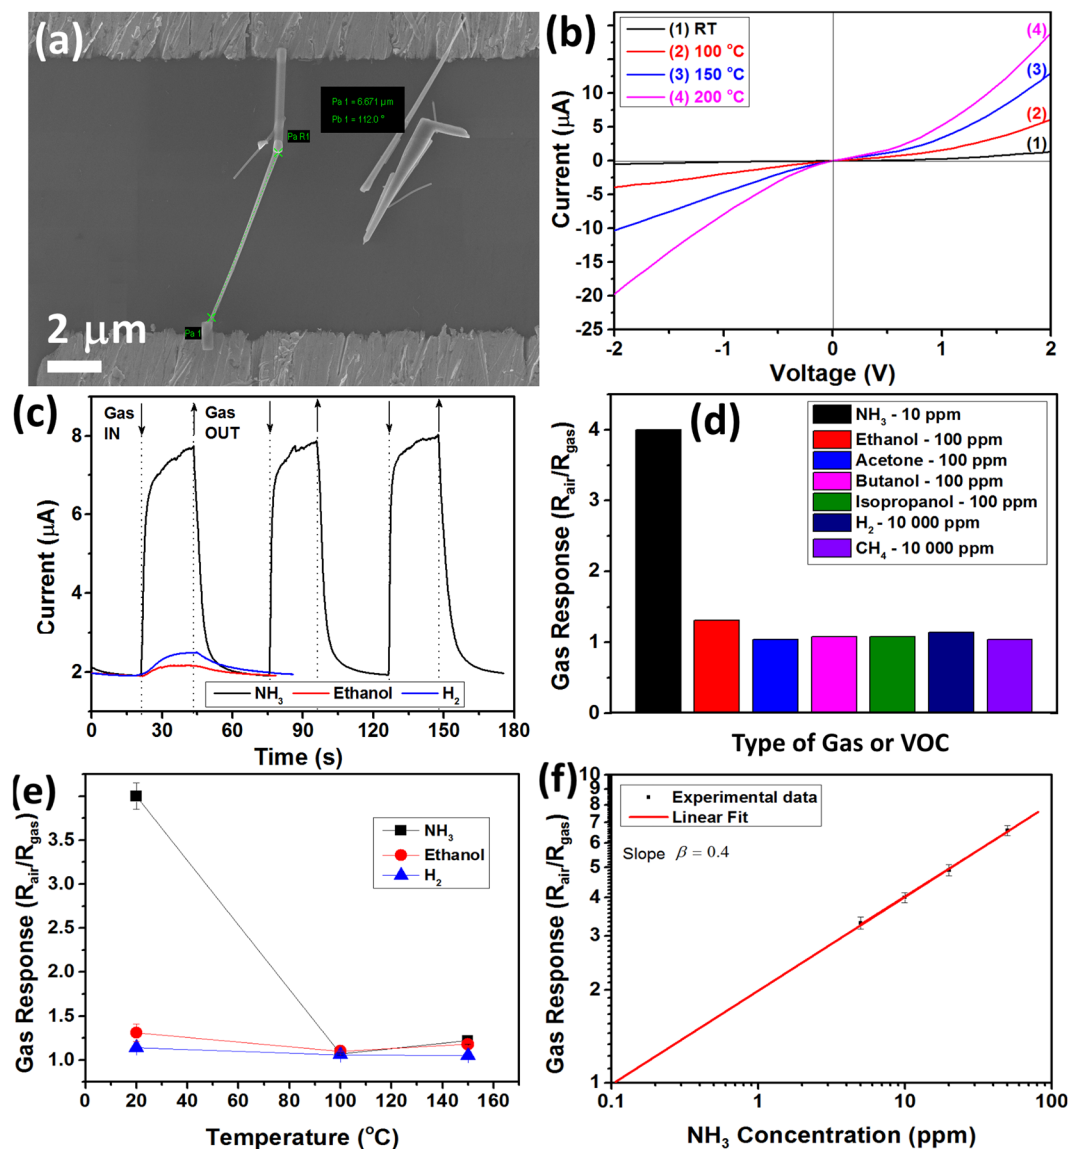 (a)
Pa 1 = 6.671 µm
Pb 1 = 112.0 °
Pa R1
Pa 1
2 µm
(b)
(1) RT
(2) 100 °C
(3) 150 °C
(4) 200 °C
(4)
(3)
(2)
(1)
20
15
10
5
0
-5
-10
-15
-20
-25
-2
-1
0
1
2
Current (µA)
Voltage (V)
(c)
Gas
IN
Gas
OUT
8
6
4
2
0
25
50
75
100
125
150
175
NH₃
Ethanol
H₂
Current (µA)
Time (s)
(d)
NH₃ - 10 ppm
Ethanol - 100 ppm
Acetone - 100 ppm
Butanol - 100 ppm
Isopropanol - 100 ppm
H₂ - 10 000 ppm
CH₄ - 10 000 ppm
4
3
2
1
0
Gas Response (Rair/Rgas)
Type of Gas or VOC
(e)
NH₃
Ethanol
H₂
3.5
3.0
2.5
2.0
1.5
1.0
0
20
40
60
80
100
120
140
160
Gas Response (Rair/Rgas)
Temperature (°C)
(f)
Experimental data
Linear Fit
Slope β = 0.4
10
9
8
7
6
5
4
3
2
1
0.1
1
10
100
Gas Response (Rair/Rgas)
NH₃ Concentration (ppm)